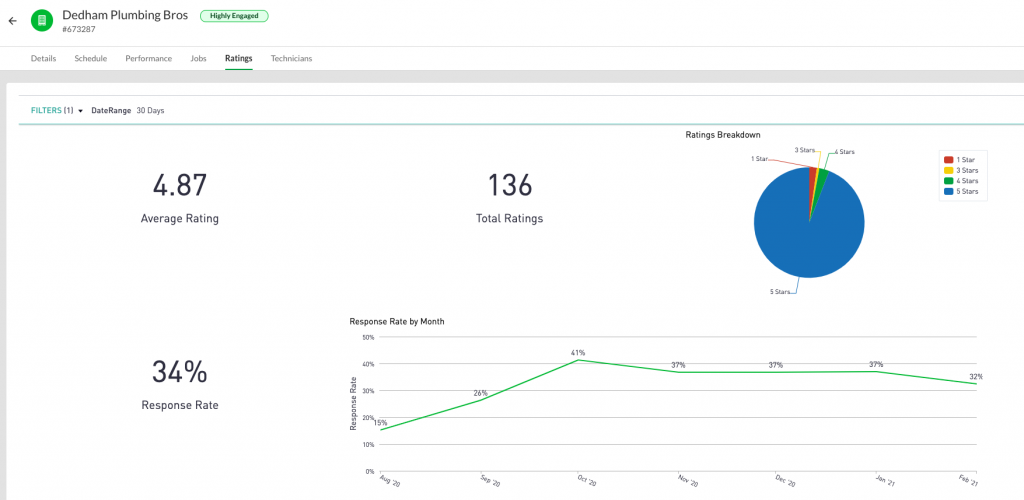 Dedham Plumbing Bros
Highly Engaged
#673287
Details Schedule Performance Jobs Ratings Technicians
FILTERS (1) DateRange 30 Days
4.87
Average Rating
136
Total Ratings
Ratings Breakdown
1 Star
3 Stars
4 Stars
5 Stars
1 Star
3 Stars
4 Stars
5 Stars
34%
Response Rate
Response Rate by Month
Response Rate
50%
40%
30%
20%
10%
0%
15%
26%
41%
37%
37%
37%
32%
Aug '20
Sep '20
Oct '20
Nov '20
Dec '20
Jan '21
Feb '21